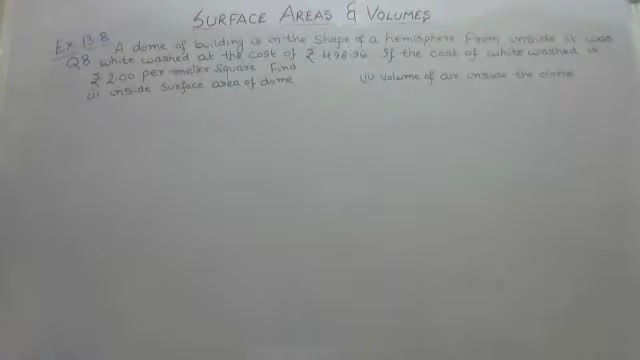 SURFACE AREAS & VOLUMES
Ex 13.8
Q8 A dome of building is in the shape of a hemisphere From inside it was
white washed at the cost of ₹ 498.96 If the cost of white washed is
₹ 2.00 per meter square Find
(i) inside surface area of dome (ii) volume of air inside the dome